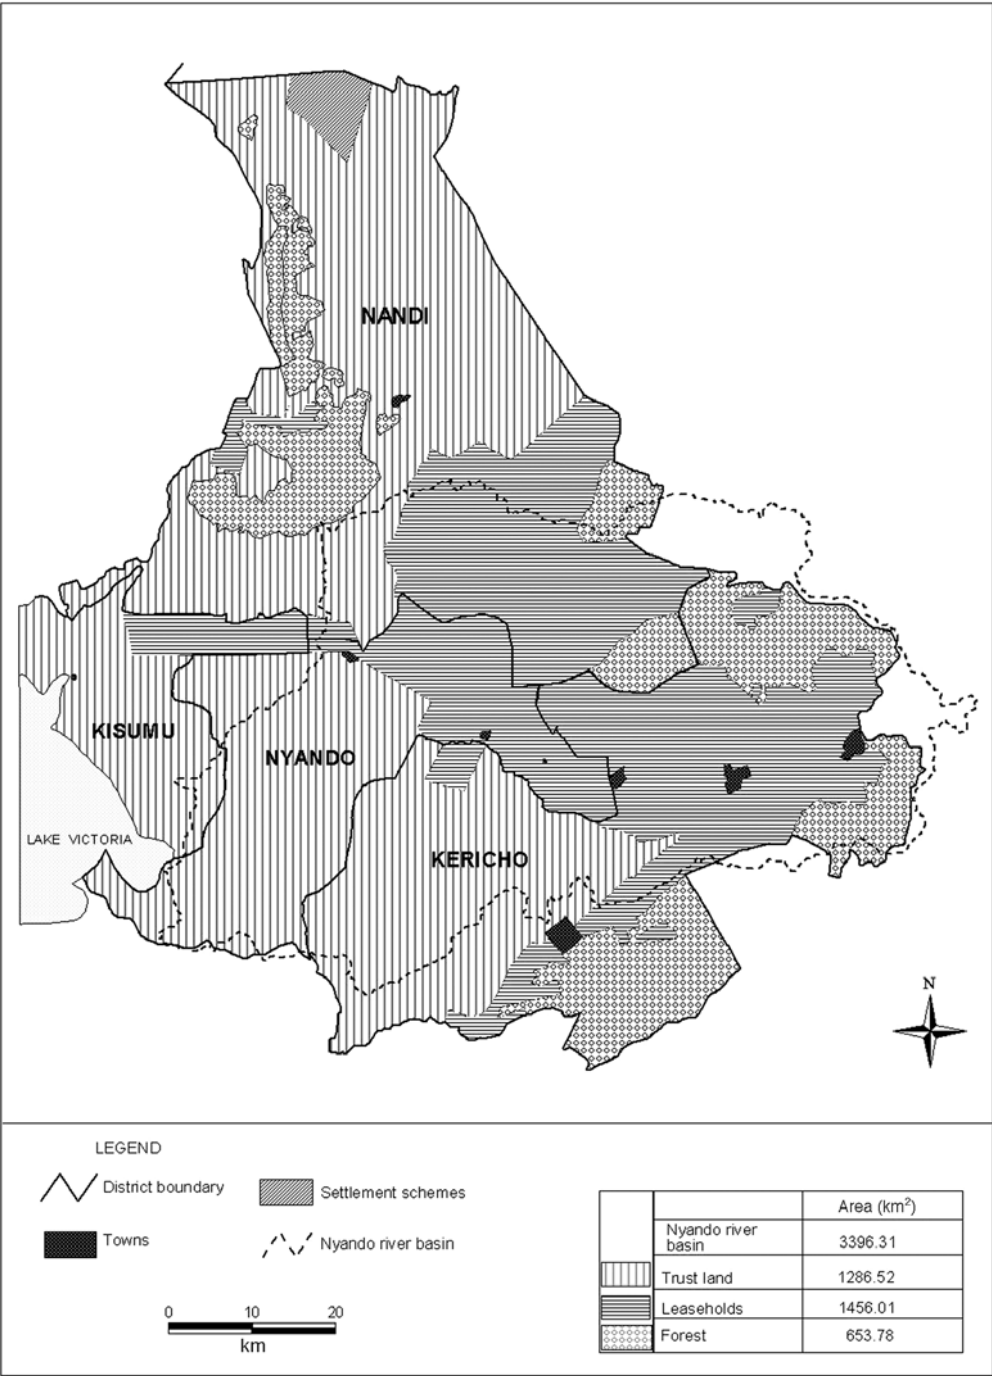 NANDI
KISUMU
NYANDO
LAKE VICTORIA
KERICHO
N
LEGEND
District boundary
Settlement schemes
Towns
Nyando river basin
0 10 20
km
Area (km²)
Nyando river
basin 3396.31
Trust land 1286.52
Leaseholds 1456.01
Forest 653.78